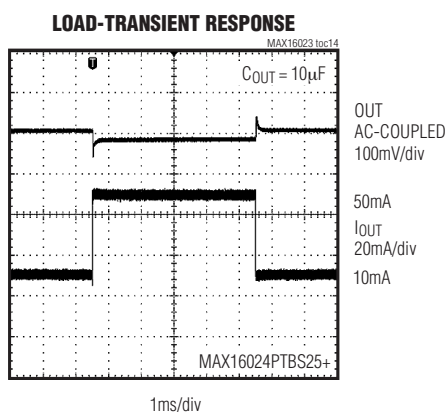 LOAD-TRANSIENT RESPONSE
MAX16023 toc14
T
COUT = 10μF
OUT
AC-COUPLED
100mV/div
50mA
IOUT
20mA/div
10mA
MAX16024PTBS25+
1ms/div